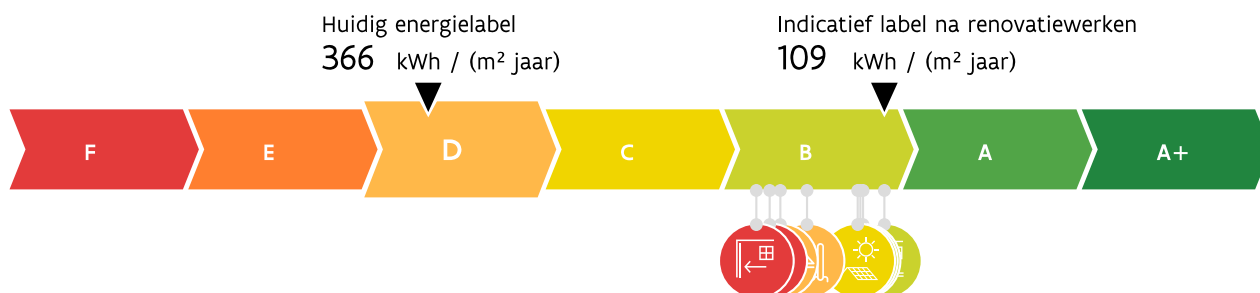 Huidig energielabel
366 kWh / (m² jaar)
Indicatief label na renovatiewerken
109 kWh / (m² jaar)
F E D C B A A+